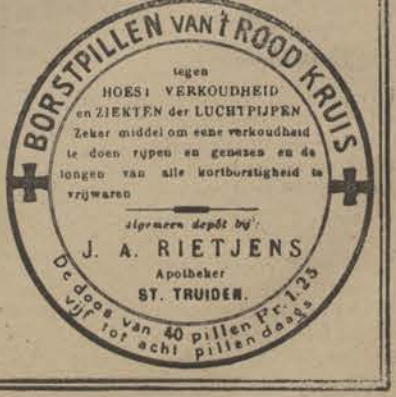 BORSTPILLEN VAN 'T ROOD KRUIS
tegen
HOEST VERKOUDHEID
en ZIEKTEN der LUCHTPIJPEN
Zeker middel om eene verkoudheid
te doen rijpen en genezen en de
longen van alle kortborstigheid te
vrijwaren
Algemeen depôt bij:
J. A. RIETJENS
Apotheker
ST. TRUIDEN.
De doos van 40 pillen Fr. 1.25
vijf tot acht pillen daags